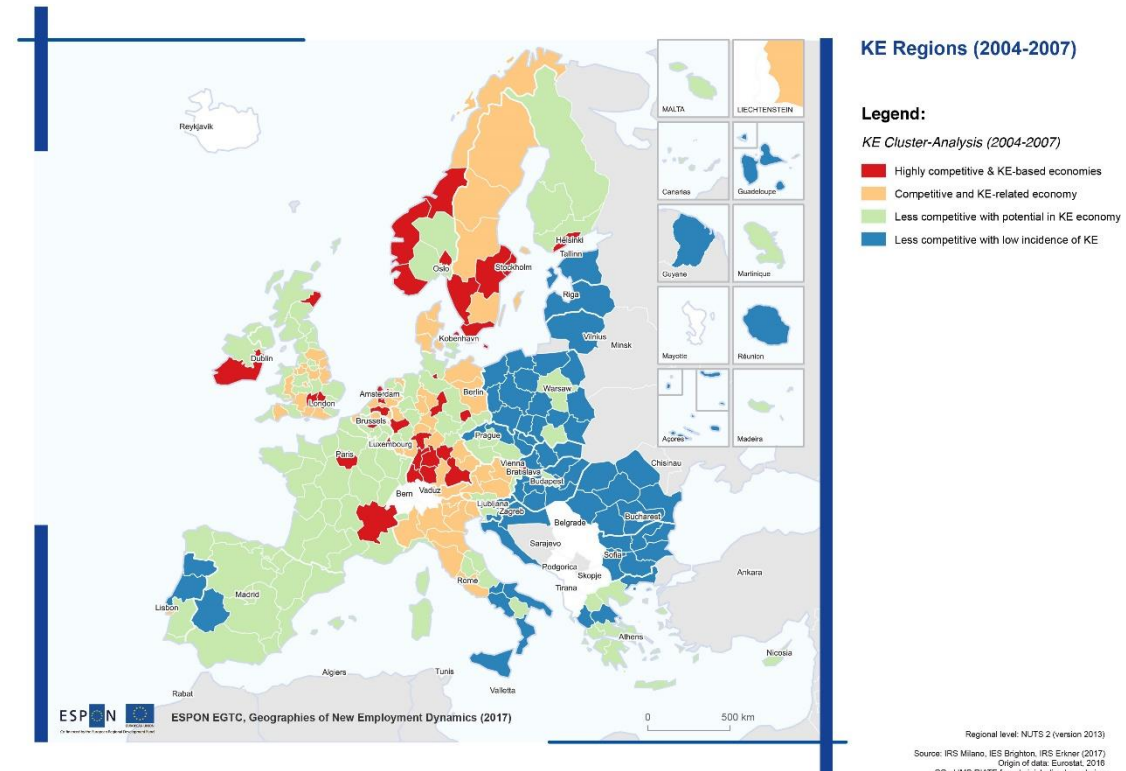 KE Regions (2004-2007)
Legend:
KE Cluster-Analysis (2004-2007)
Highly competitive & KE-based economies
Competitive and KE-related economy
Less competitive with potential in KE economy
Less competitive with low incidence of KE
MALTA
LIECHTENSTEIN
Canarias
Guadeloupe
Guyane
Martinique
Mayotte
Réunion
Açores
Madeira
Reykjavik
Helsinki
Tallinn
Oslo
Stockholm
Riga
Kobenhavn
Vilnius
Minsk
Dublin
London
Amsterdam
Berlin
Warsaw
Brussels
Prague
Luxembourg
Paris
Vienna
Bratislava
Chisinau
Budapest
Bern
Vaduz
Ljubljana
Zagreb
Belgrade
Bucharest
Sarajevo
Sofia
Podgorica
Skopje
Ankara
Tirana
Rome
Madrid
Lisbon
Athens
Nicosia
Algiers
Tunis
Rabat
Valletta
ESPON
ESPON EGTC, Geographies of New Employment Dynamics (2017)
0 500 km
Regional level: NUTS 2 (version 2013)
Source: IRS Milano, IES Brighton, IRS Erkner (2017)
Origin of data: Eurostat, 2016